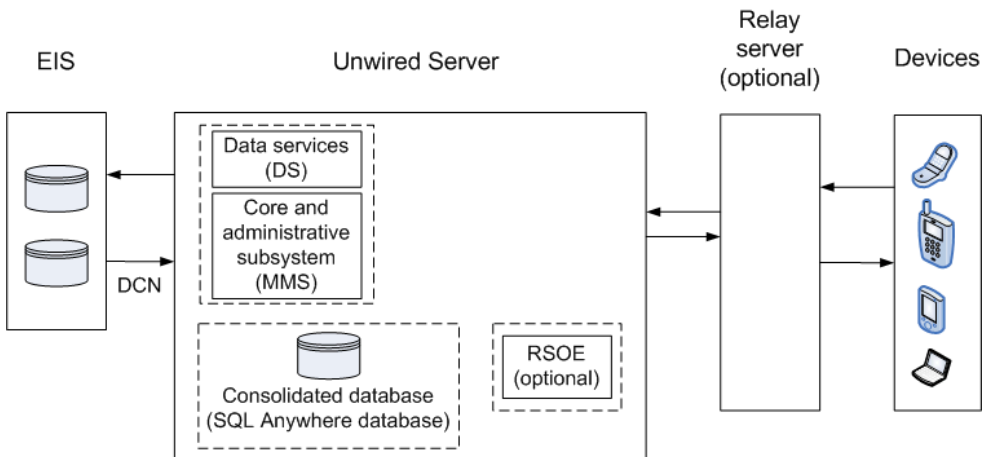 EIS
Unwired Server
Relay
server
(optional)
Devices
Data services
(DS)
Core and
administrative
subsystem
(MMS)
DCN
Consolidated database
(SQL Anywhere database)
RSOE
(optional)